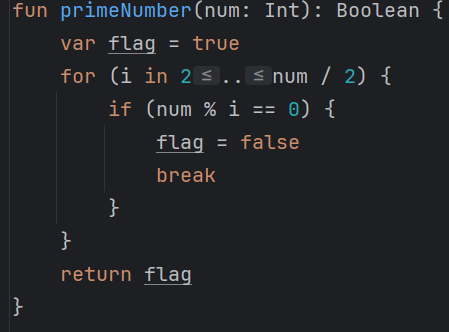 fun primeNumber(num: Int): Boolean {
    var flag = true
    for (i in 2 ≤ .. ≤ num / 2) {
        if (num % i == 0) {
            flag = false
            break
        }
    }
    return flag
}